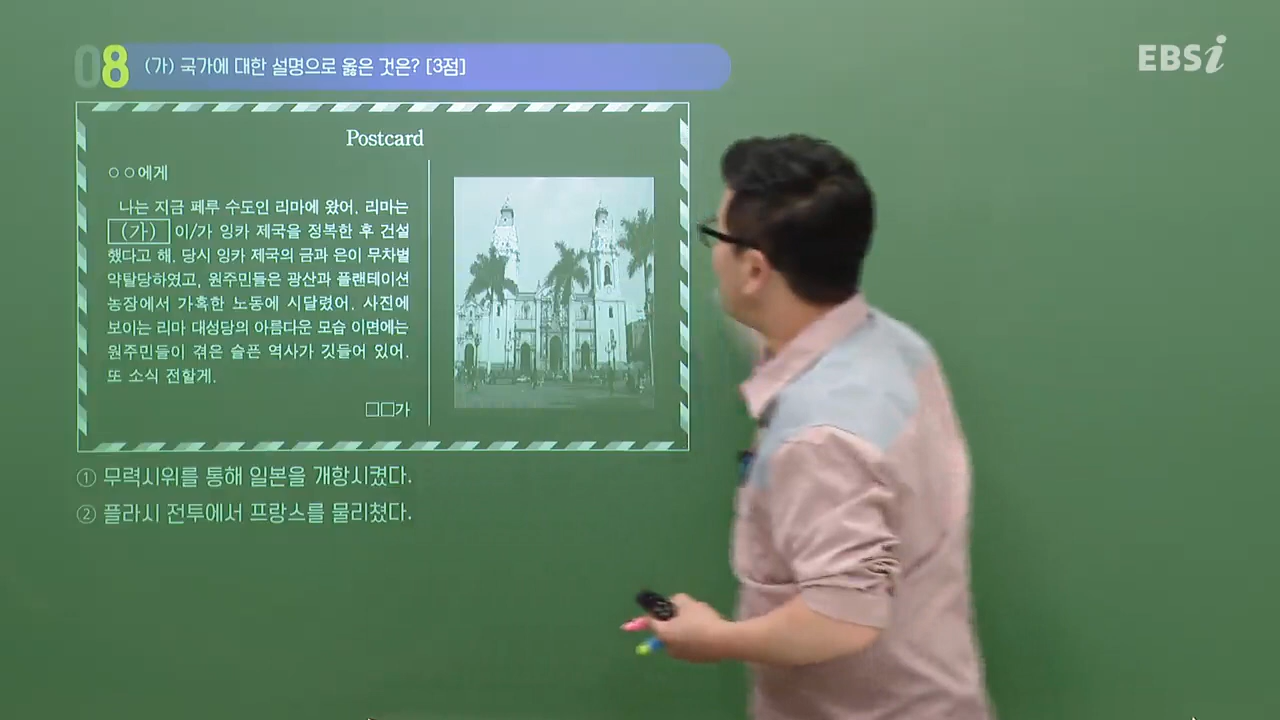 08 (가) 국가에 대한 설명으로 옳은 것은? [3점]
EBSi
Postcard
○○에게
나는 지금 페루 수도인 리마에 왔어. 리마는
(가) 이/가 잉카 제국을 정복한 후 건설
했다고 해. 당시 잉카 제국의 금과 은이 무차별
약탈당하였고, 원주민들은 광산과 플랜테이션
농장에서 가혹한 노동에 시달렸어. 사진에
보이는 리마 대성당의 아름다운 모습 이면에는
원주민들이 겪은 슬픈 역사가 깃들어 있어.
또 소식 전할게.
□□가
① 무력시위를 통해 일본을 개항시켰다.
② 플라시 전투에서 프랑스를 물리쳤다.